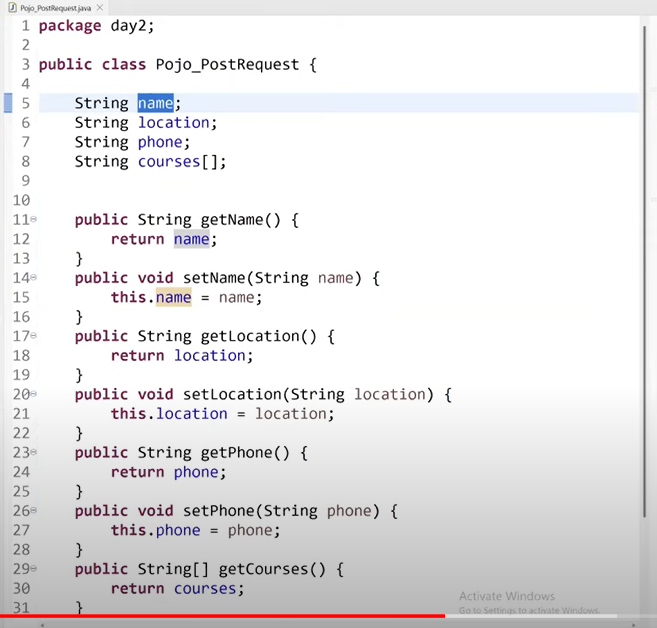 Pojo_PostRequest.java
1 package day2;
2
3 public class Pojo_PostRequest {
4
5 String name;
6 String location;
7 String phone;
8 String courses[];
9
10
11 public String getName() {
12 return name;
13 }
14 public void setName(String name) {
15 this.name = name;
16 }
17 public String getLocation() {
18 return location;
19 }
20 public void setLocation(String location) {
21 this.location = location;
22 }
23 public String getPhone() {
24 return phone;
25 }
26 public void setPhone(String phone) {
27 this.phone = phone;
28 }
29 public String[] getCourses() {
30 return courses;
31 }
Activate Windows
Go to Settings to activate Windows.